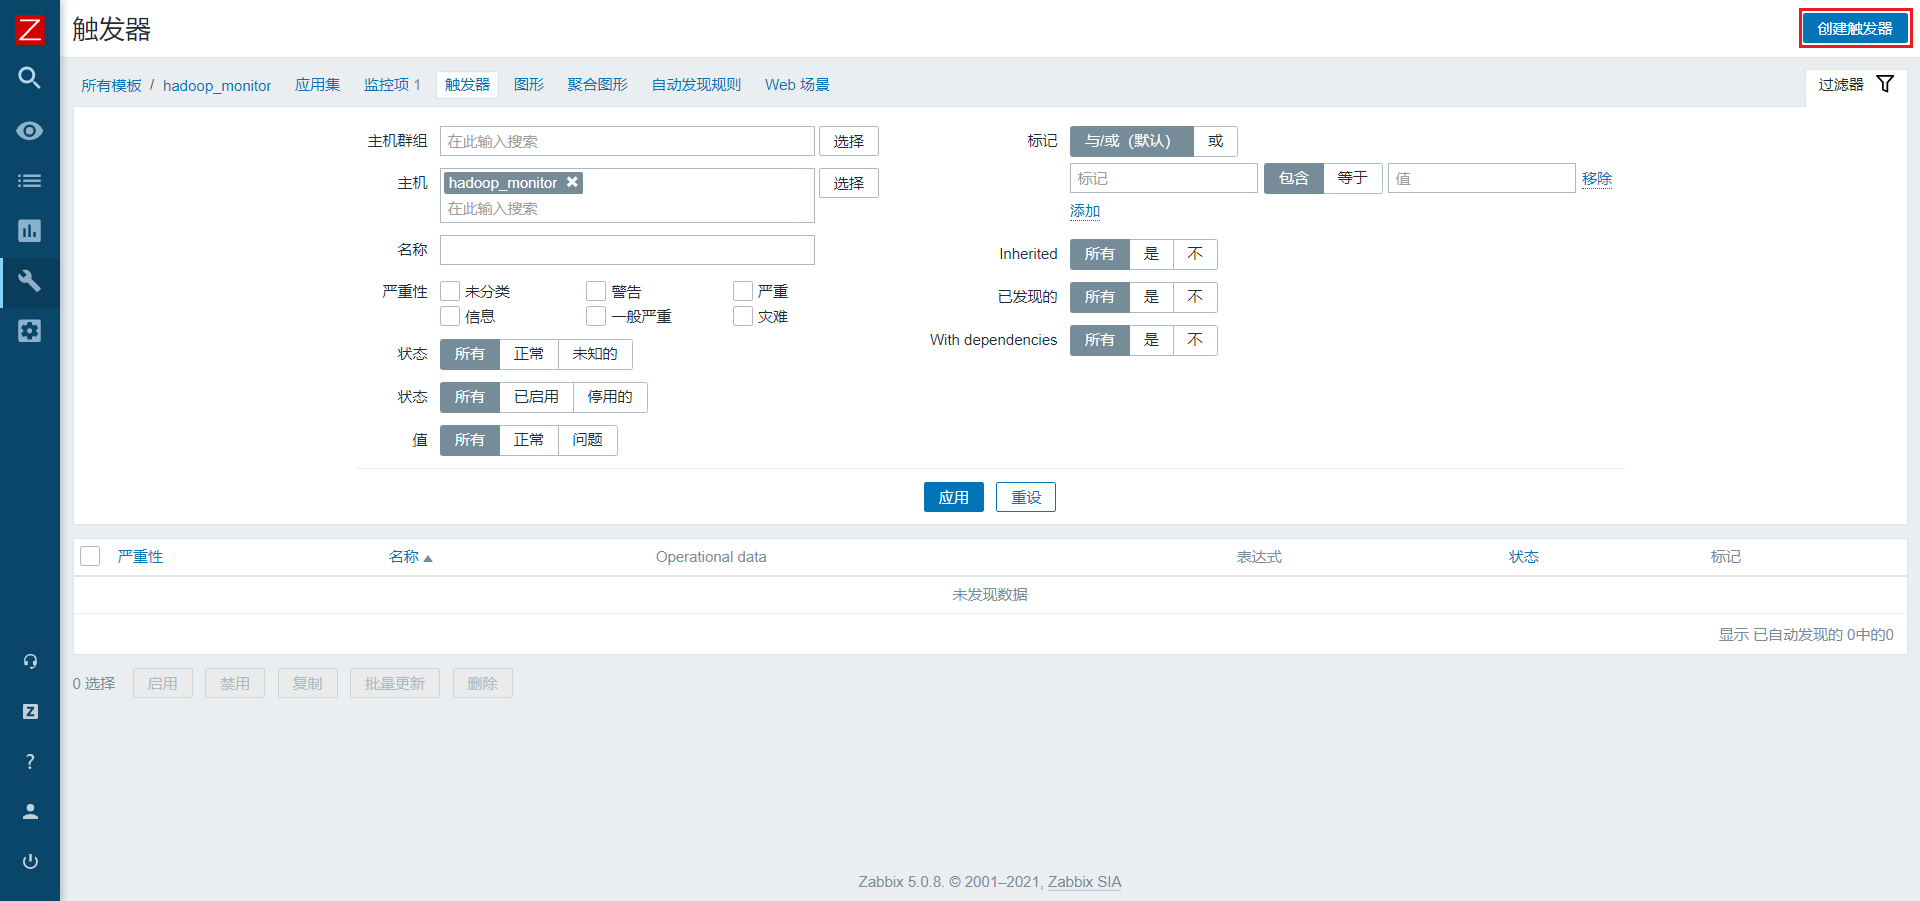 Z
触发器
创建触发器
所有模板 / hadoop_monitor 应用集 监控项 1 触发器 图形 聚合图形 自动发现规则 Web 场景
过滤器
主机群组 在此输入搜索 选择
主机 hadoop_monitor 选择
在此输入搜索
名称
严重性 未分类 警告 严重
信息 一般严重 灾难
状态 所有 正常 未知的
状态 所有 已启用 停用的
值 所有 正常 问题
标记 与/或（默认） 或
标记 包含 等于 值 移除
添加
Inherited 所有 是 不
已发现的 所有 是 不
With dependencies 所有 是 不
应用 重设
严重性 名称 Operational data 表达式 状态 标记
未发现数据
显示 已自动发现的 0中的0
0 选择 启用 禁用 复制 批量更新 删除
Z
?
Zabbix 5.0.8. © 2001–2021, Zabbix SIA